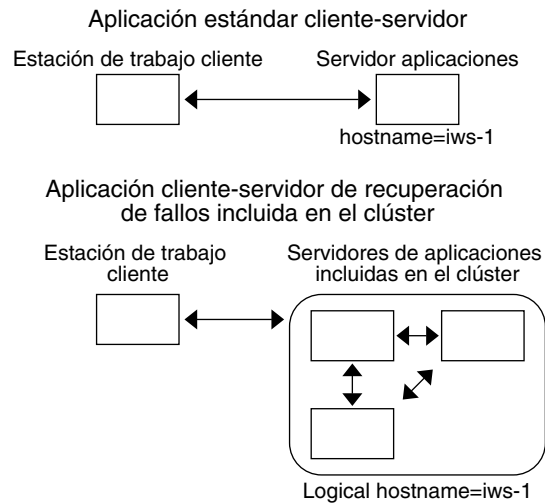 Aplicación estándar cliente-servidor
Estación de trabajo cliente
Servidor aplicaciones
hostname=iws-1
Aplicación cliente-servidor de recuperación
de fallos incluida en el clúster
Estación de trabajo
cliente
Servidores de aplicaciones
incluidas en el clúster
Logical hostname=iws-1